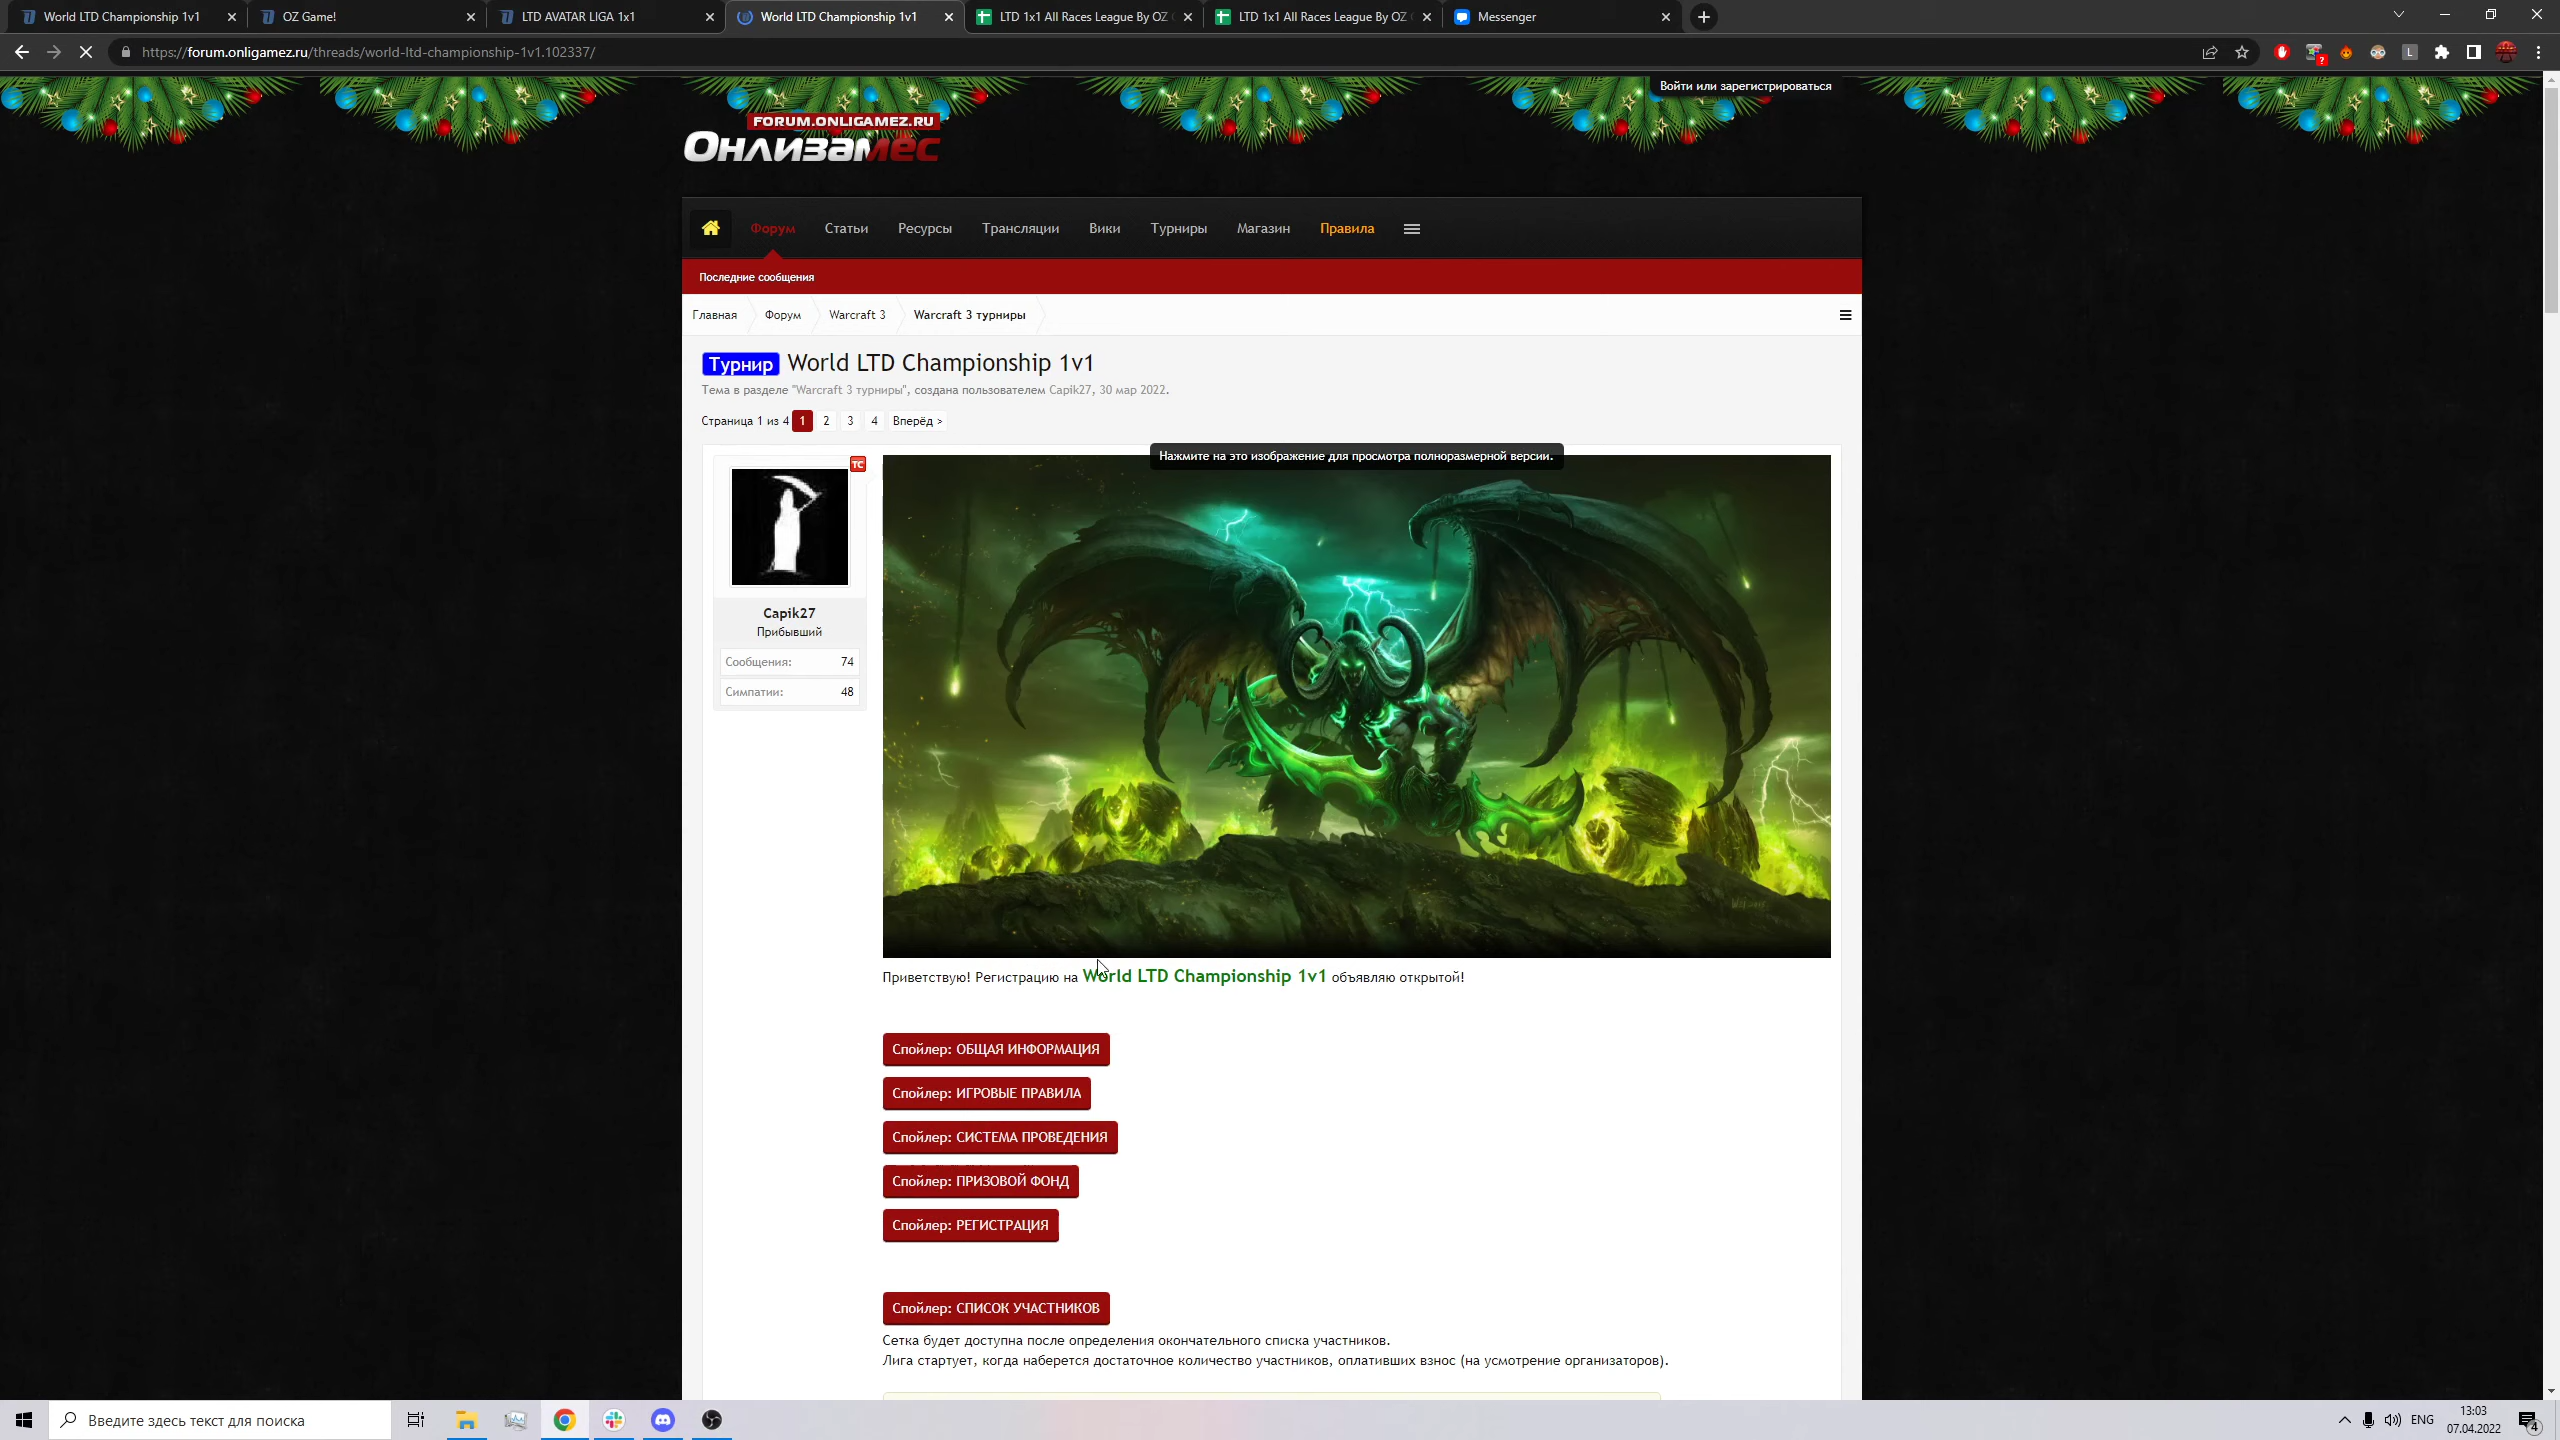 World LTD Championship 1v1
OZ Game!
LTD AVATAR LIGA 1x1
World LTD Championship 1v1
LTD 1x1 All Races League By OZ
LTD 1x1 All Races League By OZ
Messenger
https://forum.onligamez.ru/threads/world-ltd-championship-1v1.102337/
Войти или зарегистрироваться
FORUM.ONLIGAMEZ.RU
Онлизамес
Форум
Статьи
Ресурсы
Трансляции
Вики
Турниры
Магазин
Правила
Последние сообщения
Главная
Форум
Warcraft 3
Warcraft 3 турниры
Турнир World LTD Championship 1v1
Тема в разделе "Warcraft 3 турниры", создана пользователем Capik27, 30 мар 2022.
Страница 1 из 4 1 2 3 4 Вперёд >
Нажмите на это изображение для просмотра полноразмерной версии.
TC
Capik27
Прибывший
Сообщения: 74
Симпатии: 48
Приветствую! Регистрацию на World LTD Championship 1v1 объявляю открытой!
Спойлер: ОБЩАЯ ИНФОРМАЦИЯ
Спойлер: ИГРОВЫЕ ПРАВИЛА
Спойлер: СИСТЕМА ПРОВЕДЕНИЯ
Спойлер: ПРИЗОВОЙ ФОНД
Спойлер: РЕГИСТРАЦИЯ
Спойлер: СПИСОК УЧАСТНИКОВ
Сетка будет доступна после определения окончательного списка участников.
Лига стартует, когда наберется достаточное количество участников, оплативших взнос (на усмотрение организаторов).
Введите здесь текст для поиска
ENG
13:03
07.04.2022
4